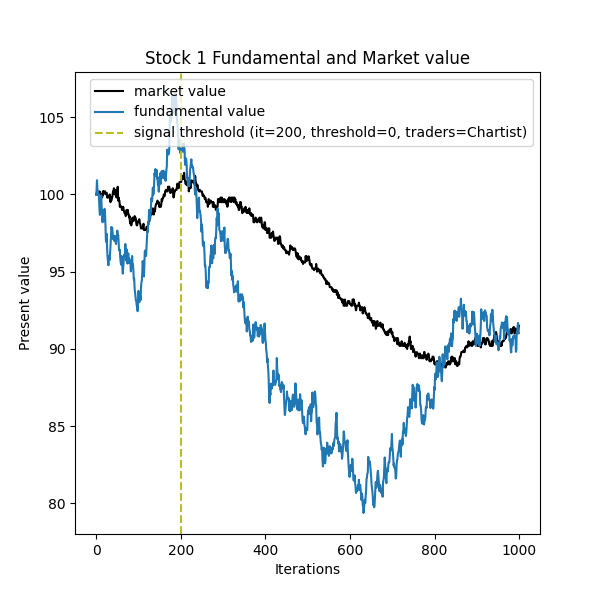 Stock 1 Fundamental and Market value
market value
fundamental value
signal threshold (it=200, threshold=0, traders=Chartist)
105
100
95
90
85
80
Present value
0 200 400 600 800 1000
Iterations